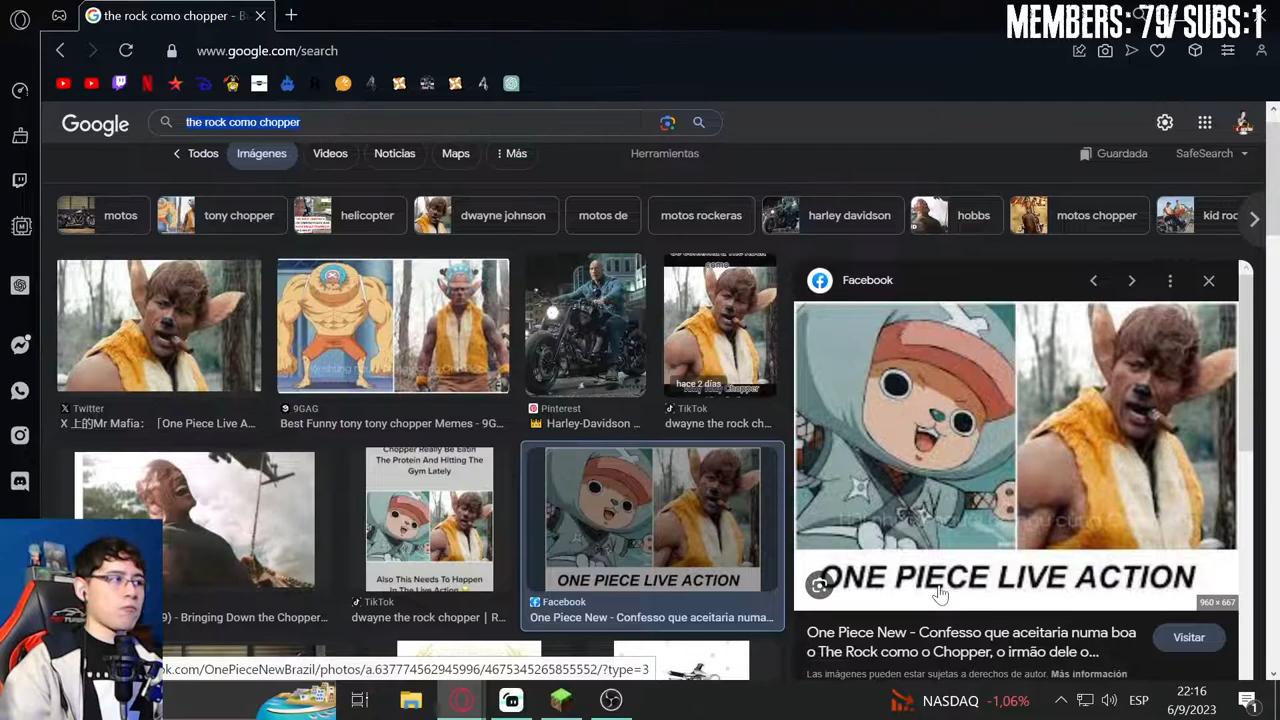 the rock como chopper - B
MEMBERS: 79/ SUBS:1
www.google.com/search
Google
the rock como chopper
Todos
Imágenes
Videos
Noticias
Maps
Más
Herramientas
Guardada
SafeSearch
motos
tony chopper
helicopter
dwayne johnson
motos rockeras
harley davidson
hobbs
motos chopper
kid roc
Facebook
como
hace 2 días
Chopper
Twitter
X 上的Mr Mafia: 「One Piece Live A...
9GAG
Best Funny tony tony chopper Memes - 9G...
Pinterest
Harley-Davidson ...
TikTok
dwayne the rock ch...
Chopper Really Be Eatin
The Protein And Hitting The
Gym Lately
Also This Needs To Happen
In The Live Action
ONE PIECE LIVE ACTION
ONE PIECE LIVE ACTION
960 × 667
9) - Bringing Down the Chopper...
TikTok
dwayne the rock chopper | R...
Facebook
One Piece New - Confesso que aceitaria numa...
One Piece New - Confesso que aceitaria numa boa
o The Rock como o Chopper, o irmão dele o...
Visitar
Las imágenes pueden estar sujetas a derechos de autor. Más información
ok.com/OnePieceNewBrazil/photos/a.637774562945996/4675345265855552/?type=3
NASDAQ -1,06%
ESP
22:16
6/9/2023
1